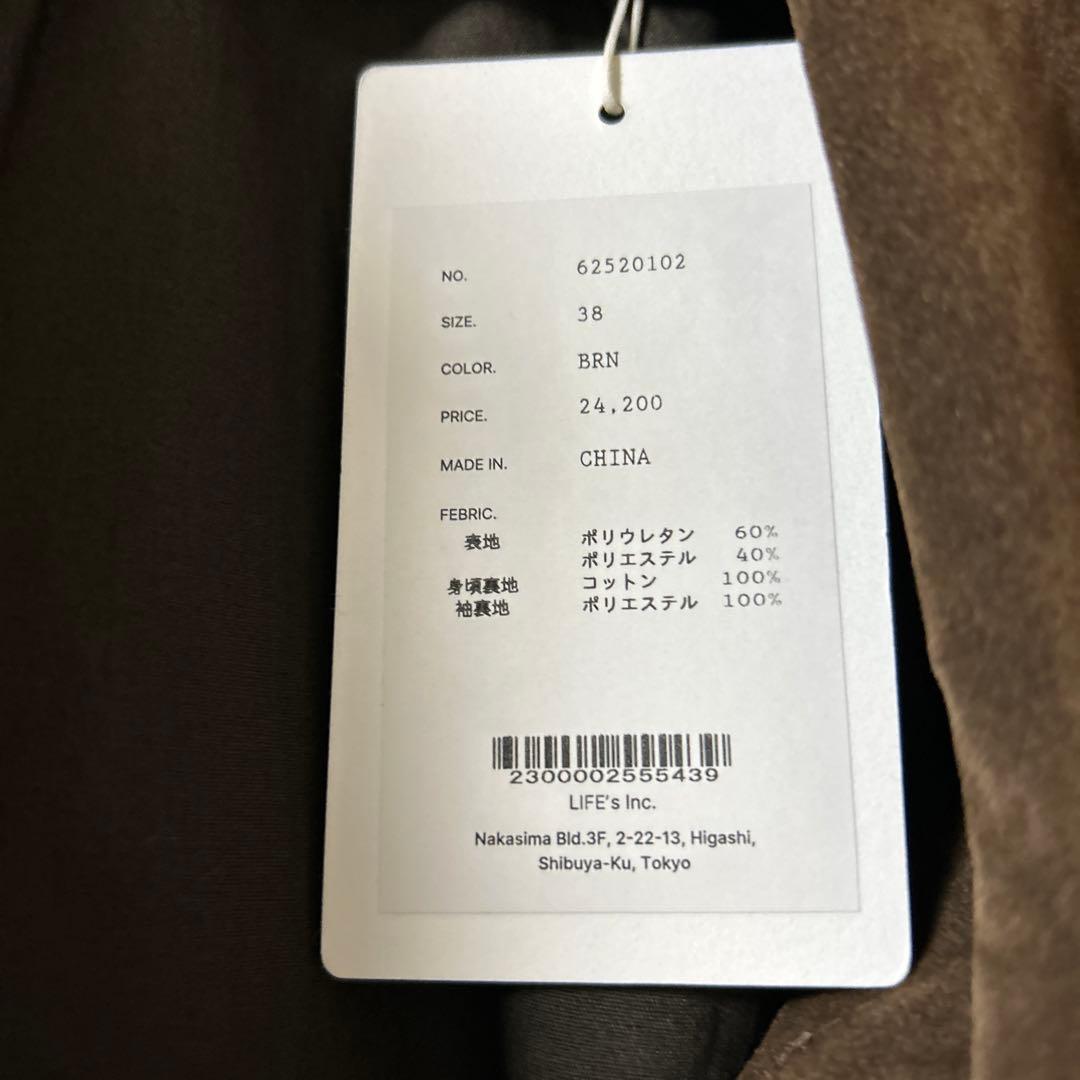 NO. 62520102
SIZE. 38
COLOR. BRN
PRICE. 24,200
MADE IN. CHINA
FEBRIC.
表地 ポリウレタン 60%
ポリエステル 40%
身頃裏地 コットン 100%
袖裏地 ポリエステル 100%
2300002555439
LIFE's Inc.
Nakasima Bld.3F, 2-22-13, Higashi,
Shibuya-Ku, Tokyo